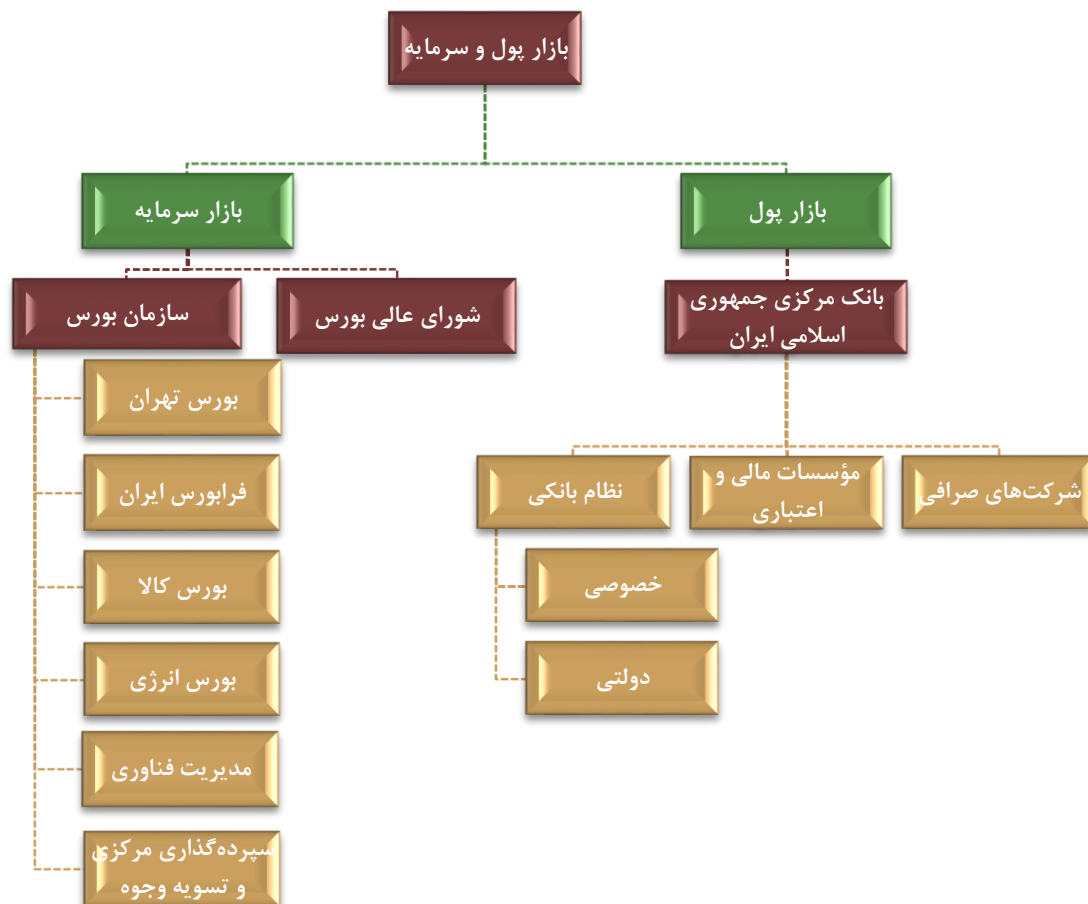 بازار پول و سرمایه
بازار پول
بازار سرمایه
بانک مرکزی جمهوری
اسلامی ایران
شورای عالی بورس
سازمان بورس
شرکت‌های صرافی
مؤسسات مالی و
اعتباری
نظام بانکی
خصوصی
دولتی
بورس تهران
فرابورس ایران
بورس کالا
بورس انرژی
مدیریت فناوری
سپرده‌گذاری مرکزی
و تسویه وجوه